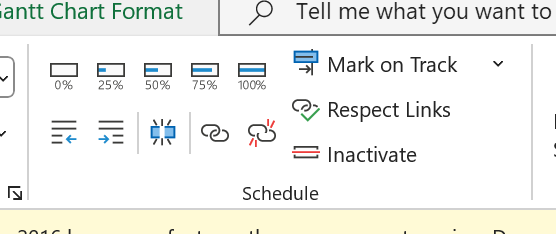 Gantt Chart Format Tell me what you want to
0% 25% 50% 75% 100% Mark on Track
Respect Links
Inactivate
Schedule